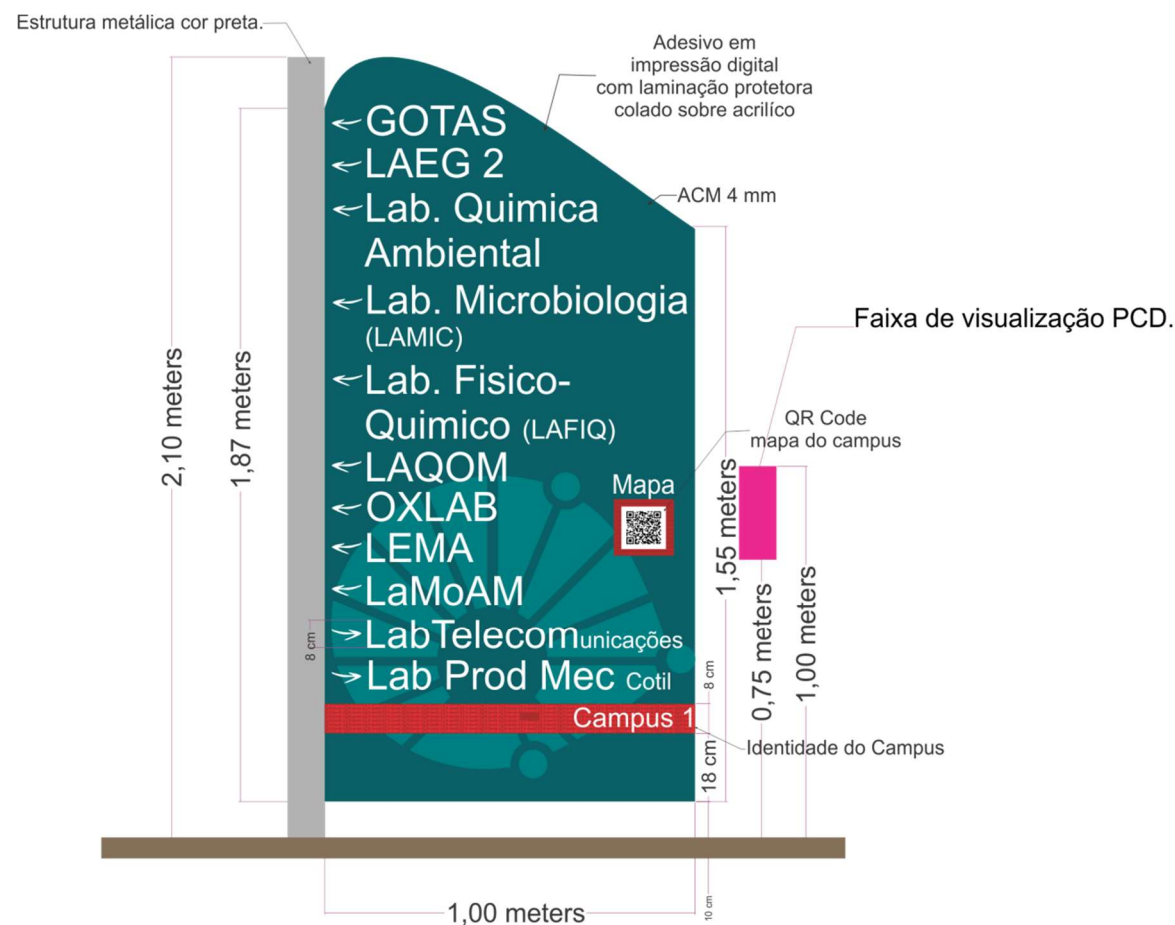 Estrutura metálica cor preta.
Adesivo em
impressão digital
com laminação protetora
colado sobre acrilíco
ACM 4 mm
Faixa de visualização PCD.
QR Code
mapa do campus
2,10 meters
1,87 meters
GOTAS
LAEG 2
Lab. Quimica
Ambiental
Lab. Microbiologia
(LAMIC)
Lab. Fisico-
Quimico (LAFIQ)
LAQOM
OXLAB
LEMA
LaMoAM
LabTelecomunicações
Lab Prod Mec Cotil
Mapa
Campus 1
Identidade do Campus
8 cm
8 cm
18 cm
10 cm
1,55 meters
0,75 meters
1,00 meters
1,00 meters